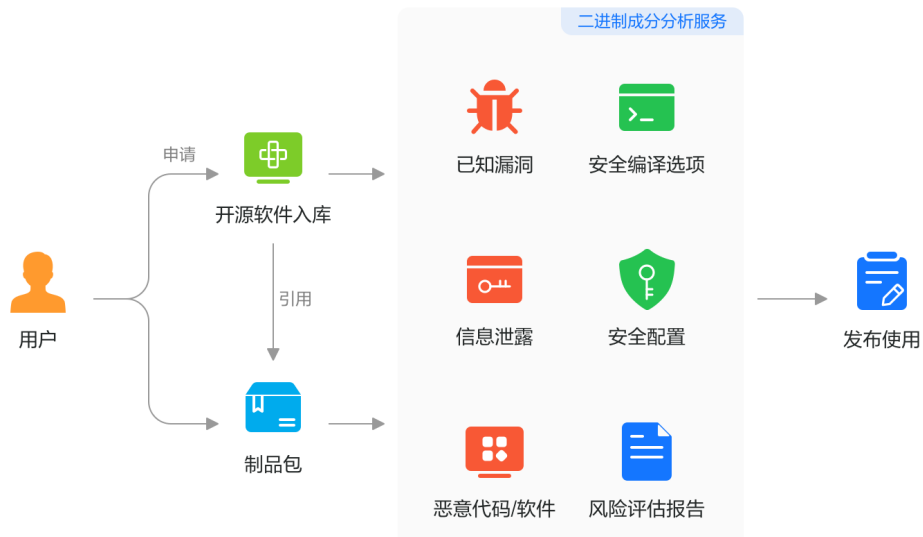 二进制成分分析服务
申请
开源软件入库
引用
用户
制品包
已知漏洞
安全编译选项
信息泄露
安全配置
恶意代码/软件
风险评估报告
发布使用